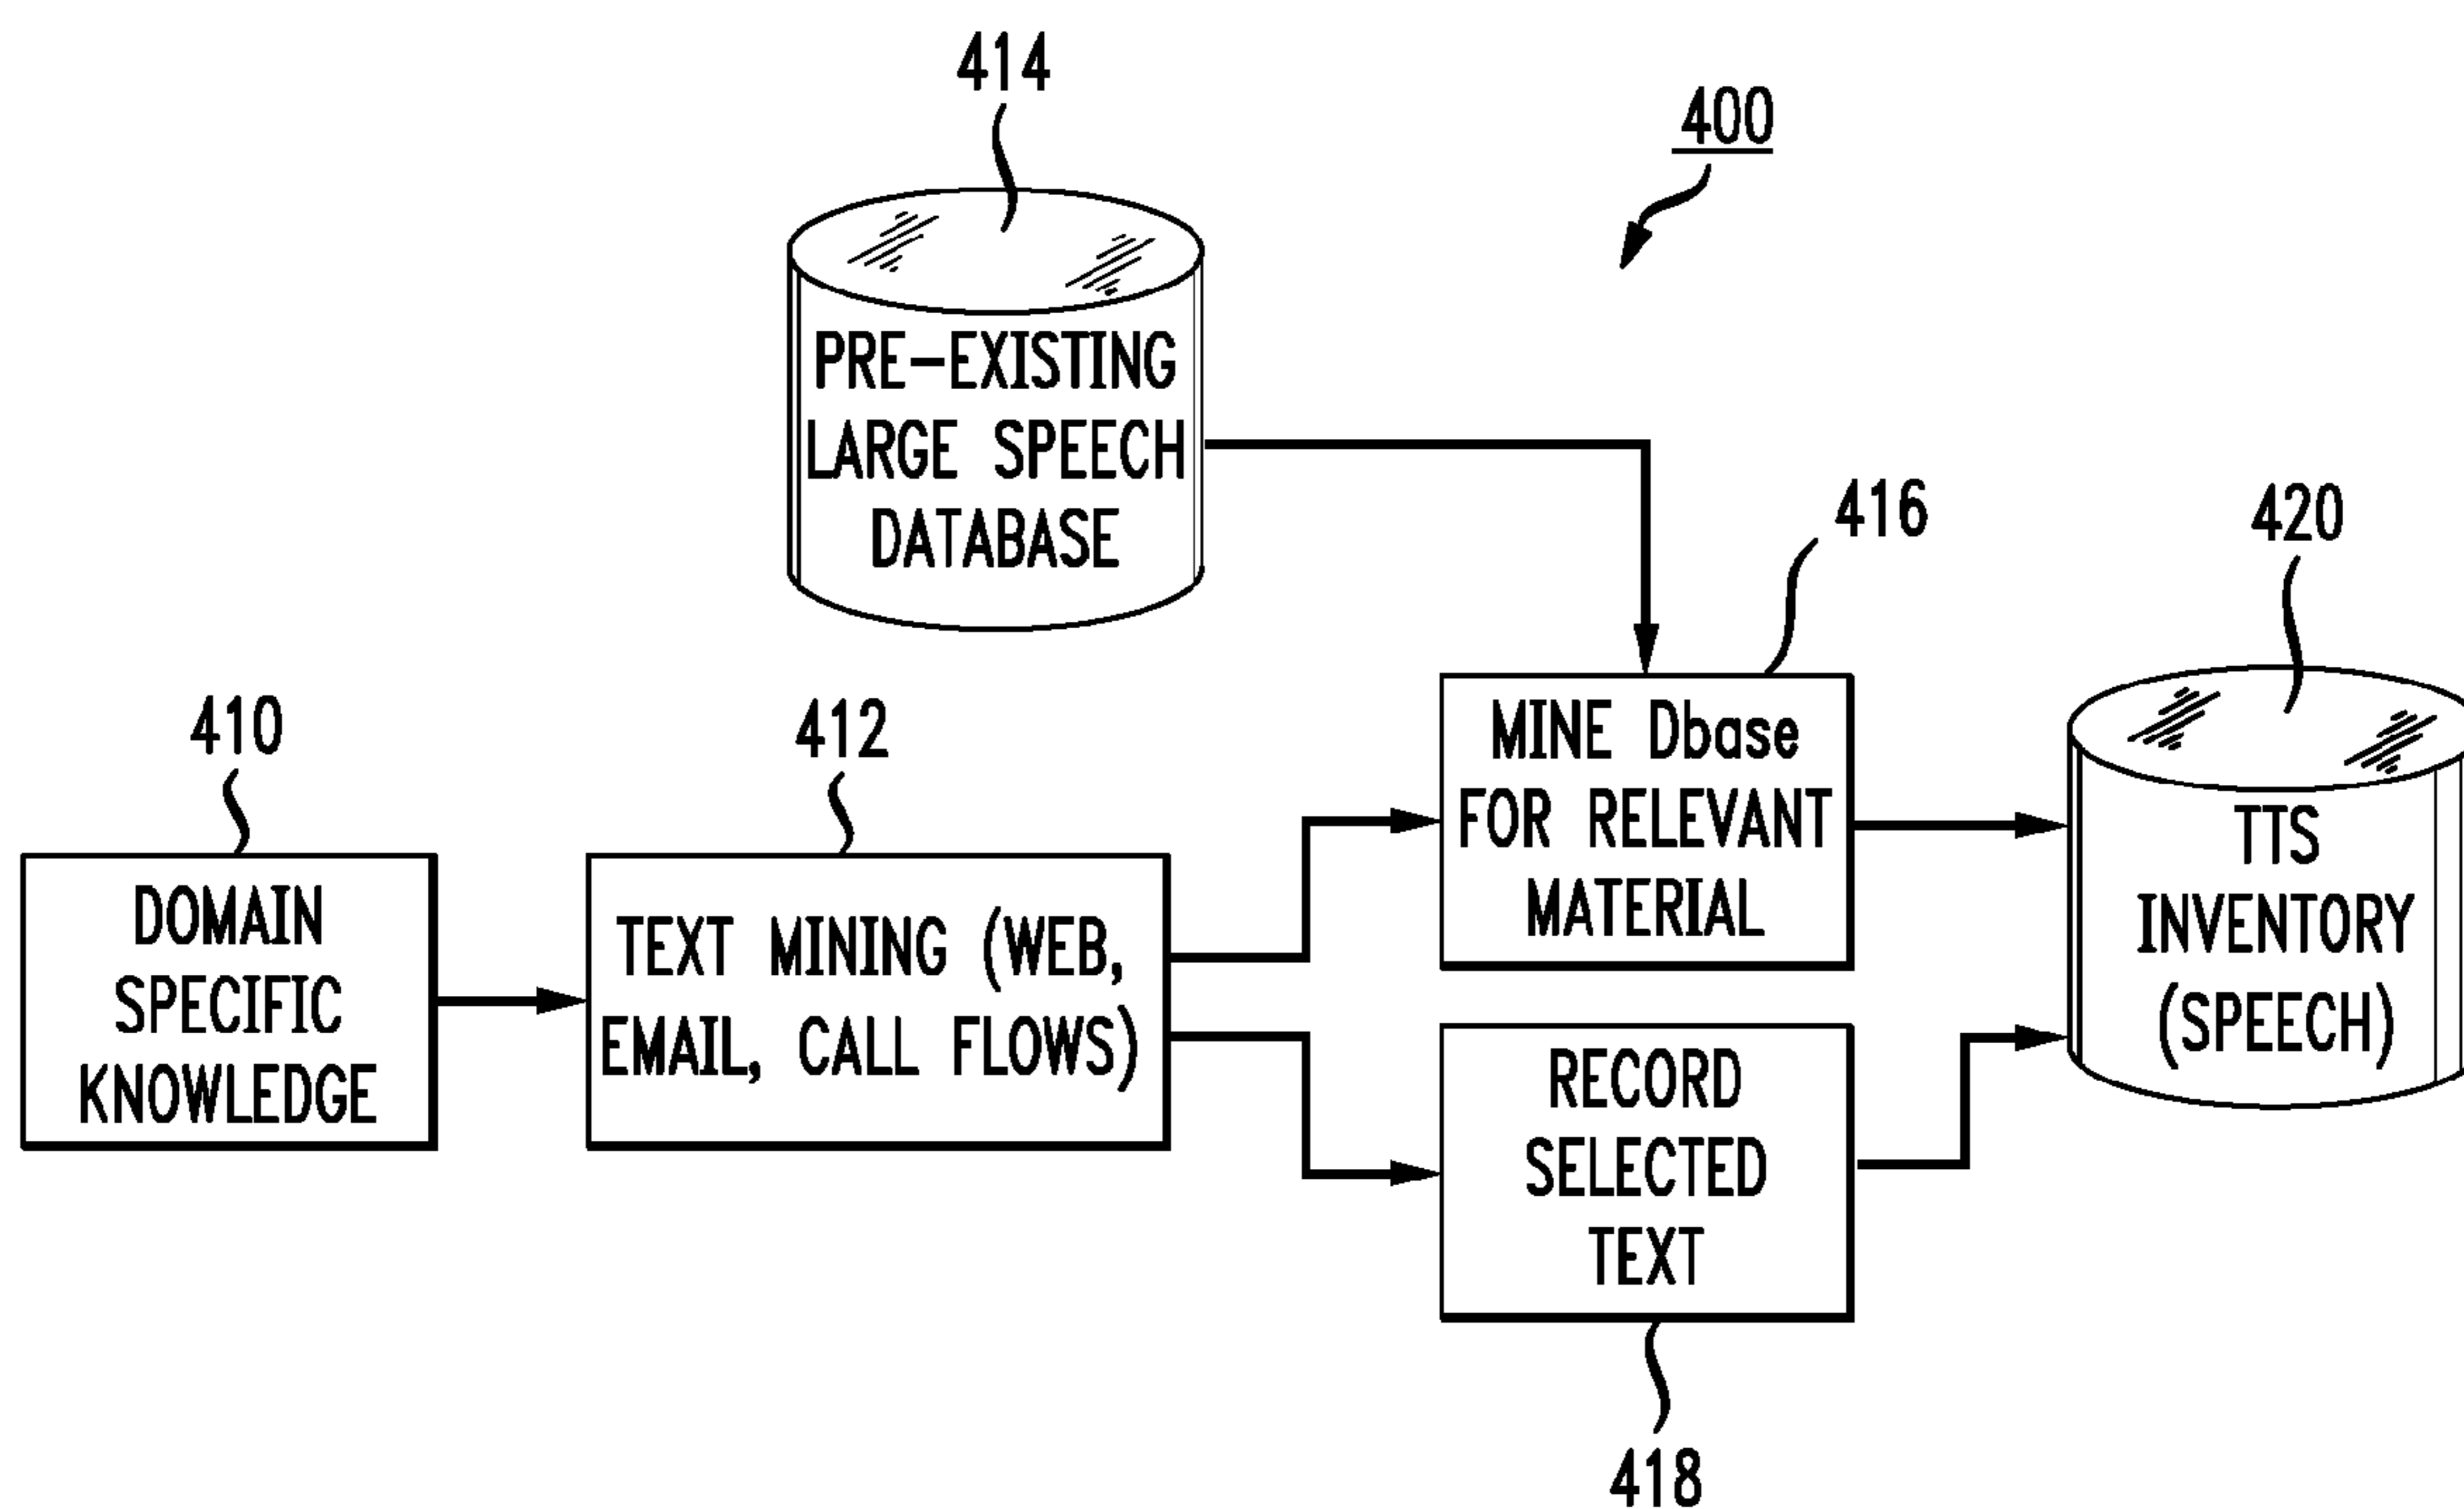 414
400
PRE-EXISTING
LARGE SPEECH
DATABASE
416
420
410
412
MINE Dbase
FOR RELEVANT
MATERIAL
TTS
INVENTORY
(SPEECH)
DOMAIN
SPECIFIC
KNOWLEDGE
TEXT MINING (WEB,
EMAIL, CALL FLOWS)
RECORD
SELECTED
TEXT
418